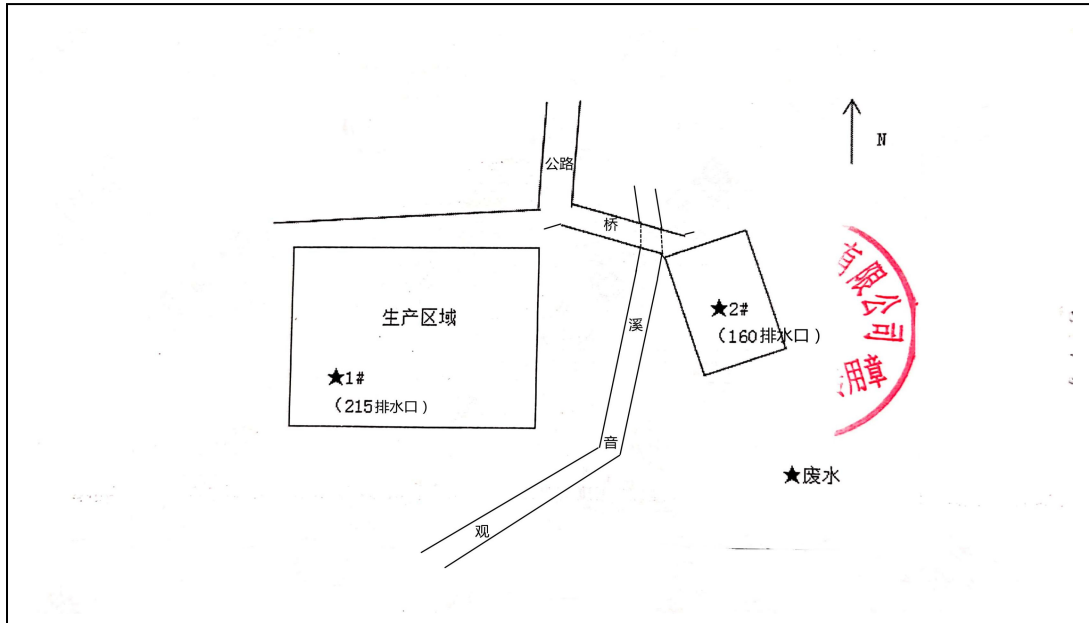 公路
N
桥
有限公司
生产区域
★2#
（160排水口）
溪
用章
★1#
（215排水口）
音
★废水
观